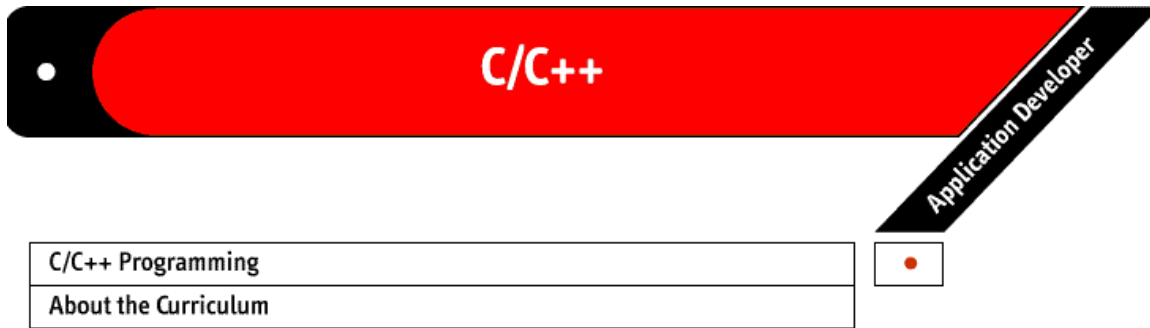 C/C++
Application Developer
C/C++ Programming
About the Curriculum